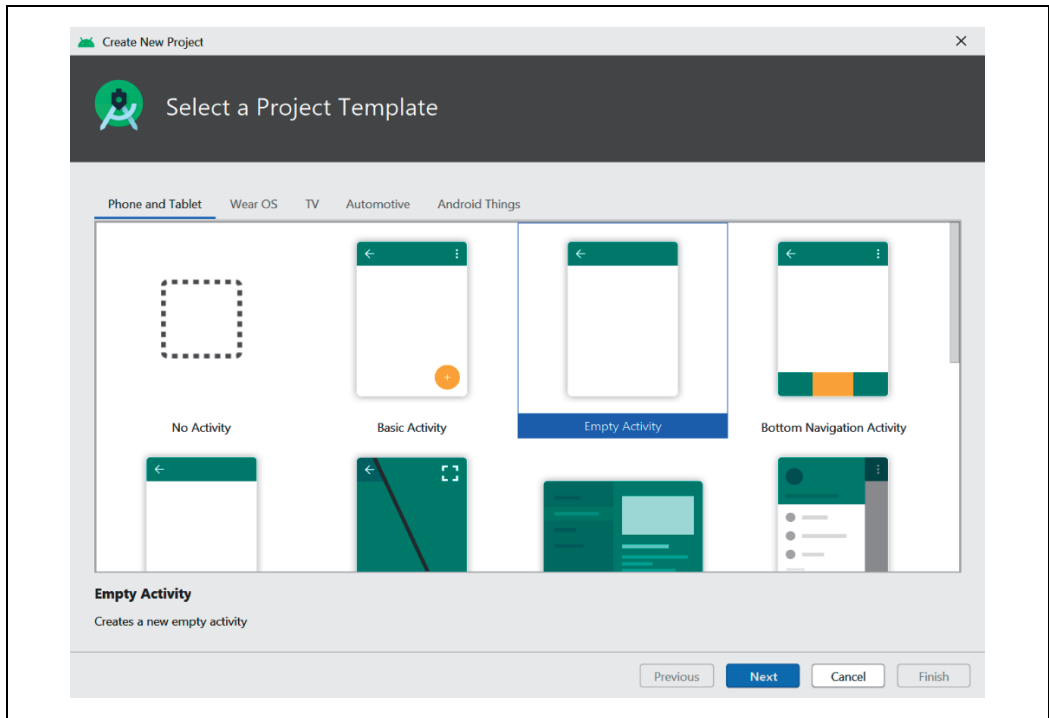 Create New Project
Select a Project Template
Phone and Tablet Wear OS TV Automotive Android Things
No Activity Basic Activity Empty Activity Bottom Navigation Activity
Empty Activity
Creates a new empty activity
Previous Next Cancel Finish